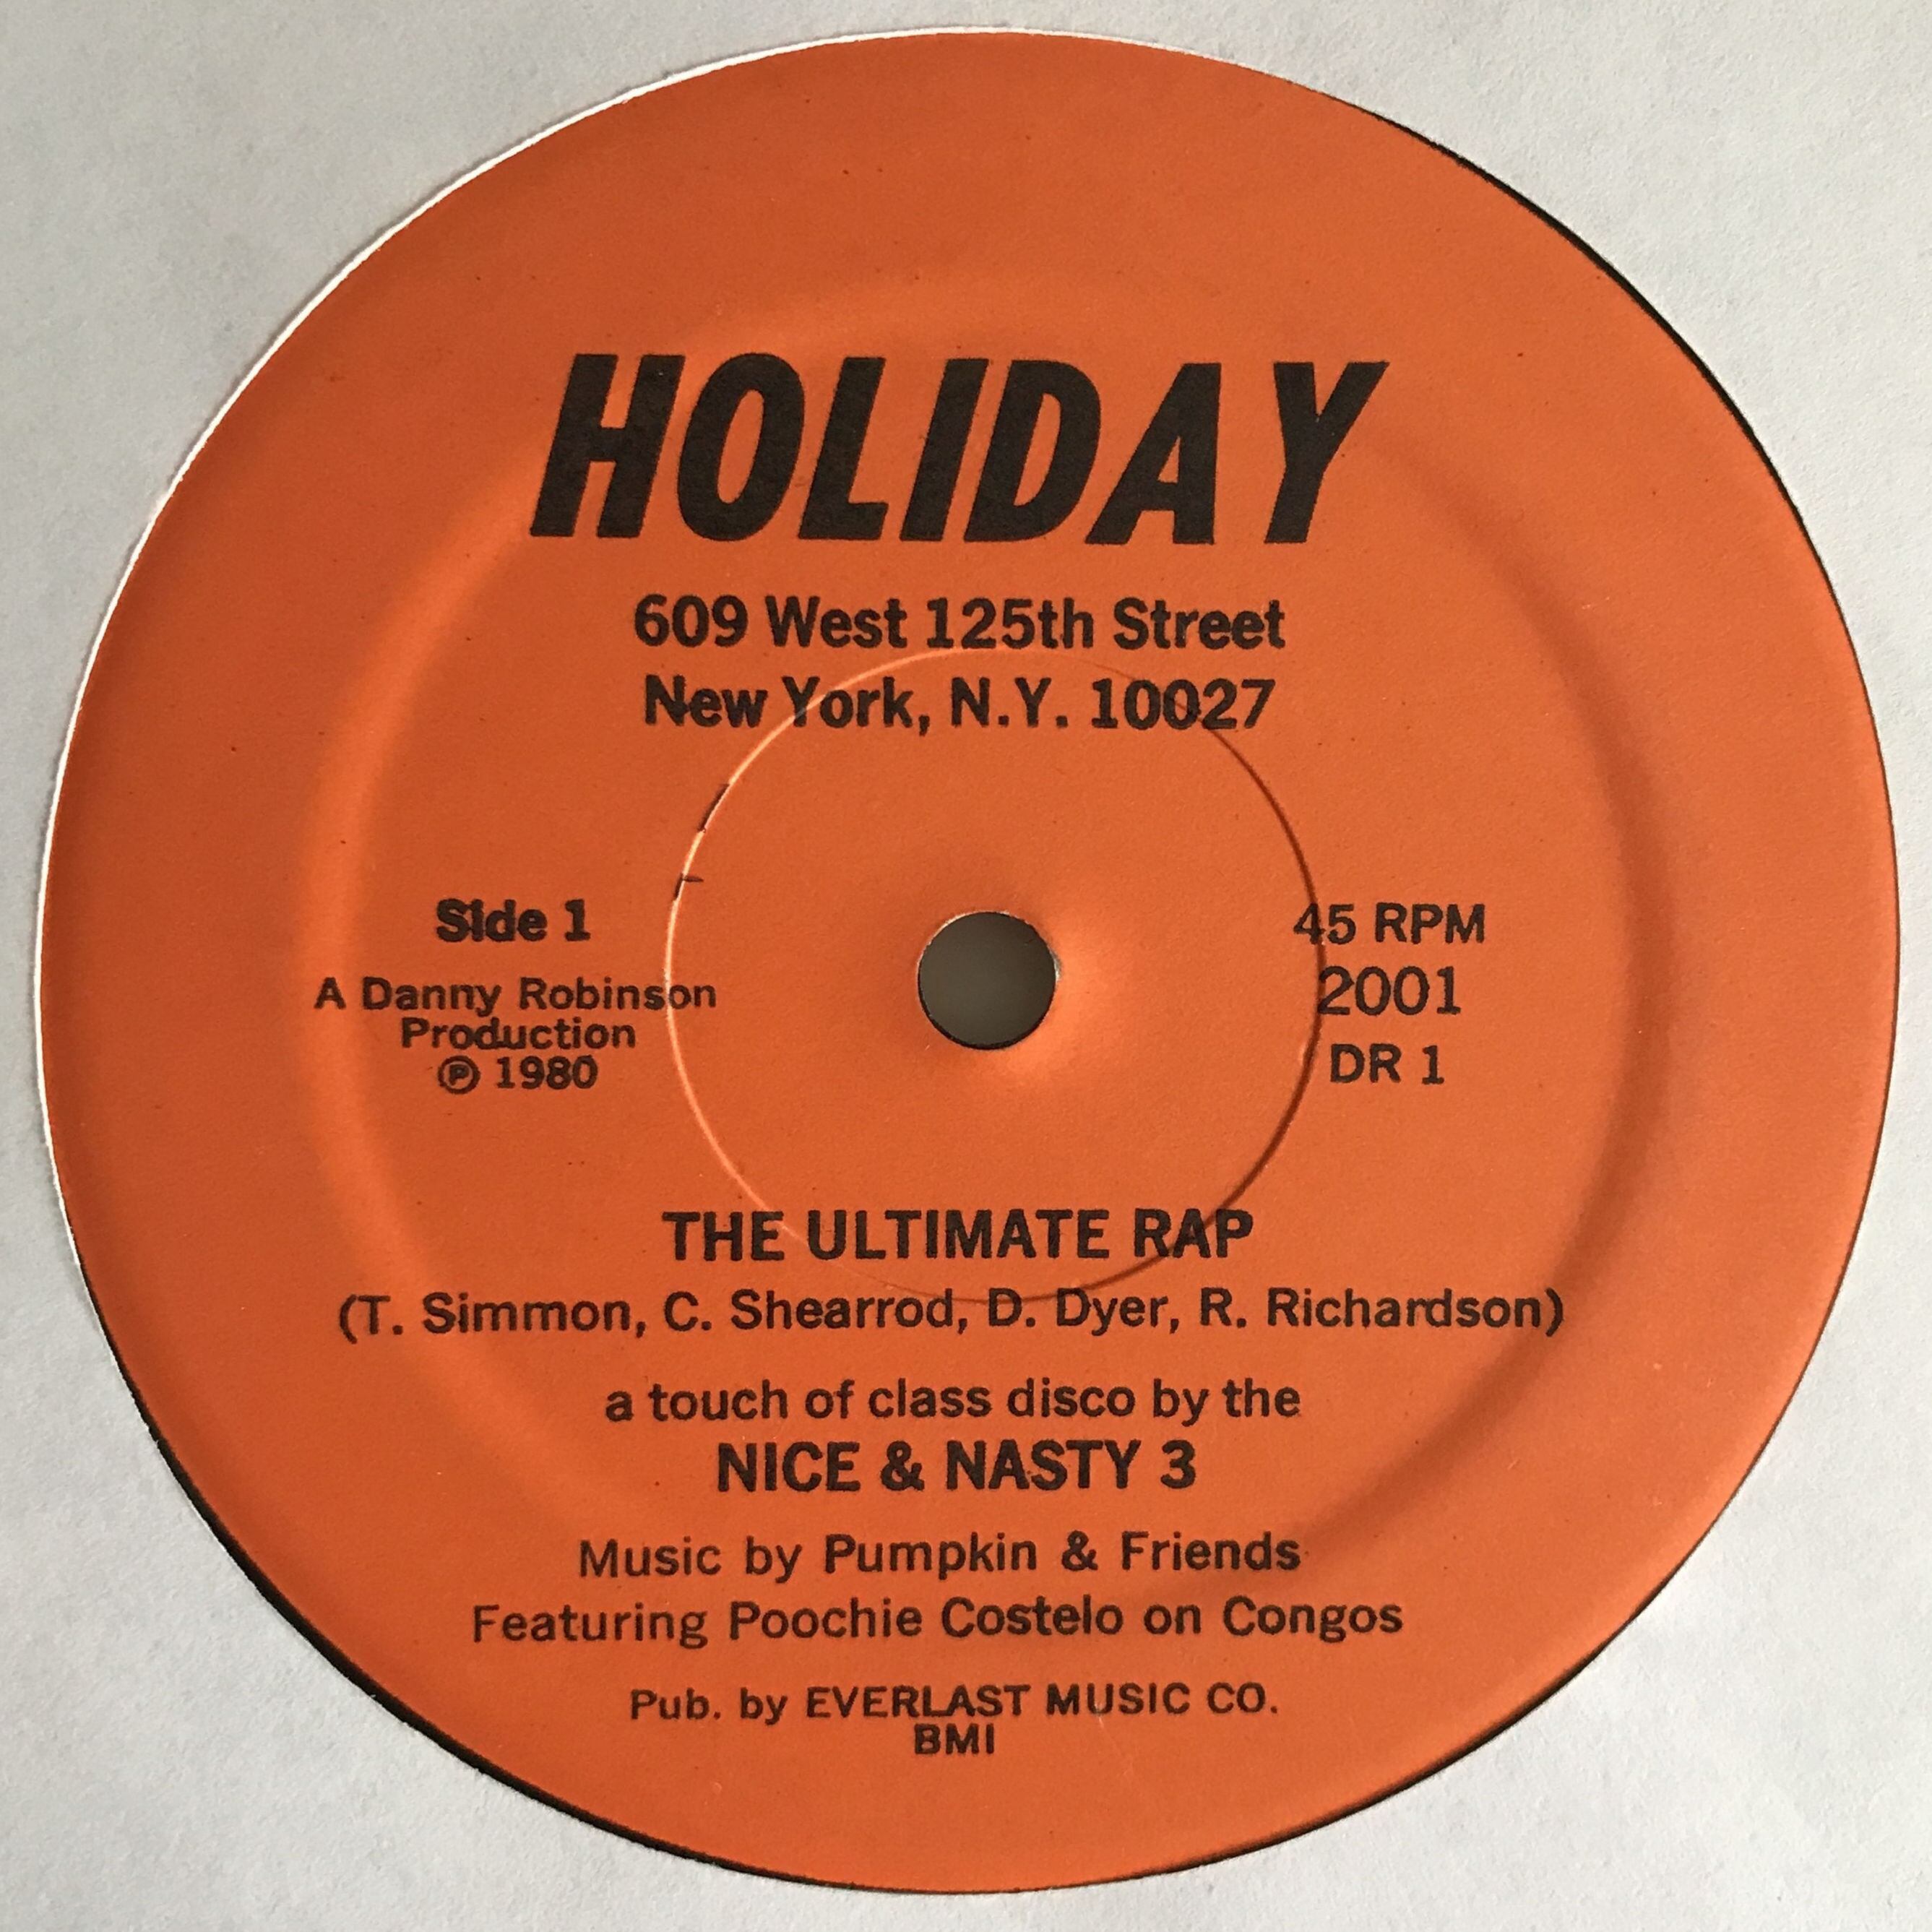 HOLIDAY
609 West 125th Street
New York, N.Y. 10027
Side 1
A Danny Robinson
Production
℗ 1980
45 RPM
2001
DR 1
THE ULTIMATE RAP
(T. Simmon, C. Shearrod, D. Dyer, R. Richardson)
a touch of class disco by the
NICE & NASTY 3
Music by Pumpkin & Friends
Featuring Poochie Costelo on Congos
Pub. by EVERLAST MUSIC CO.
BMI